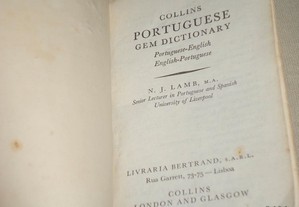 COLLINS
PORTUGUESE
GEM DICTIONARY
Portuguese-English
English-Portuguese
N. J. LAMB, M.A.
Senior Lecturer in Portuguese and Spanish
University of Liverpool
LIVRARIA BERTRAND, S.A.R.L.
Rua Garrett, 73-75—Lisboa
COLLINS
LONDON AND GLASGOW